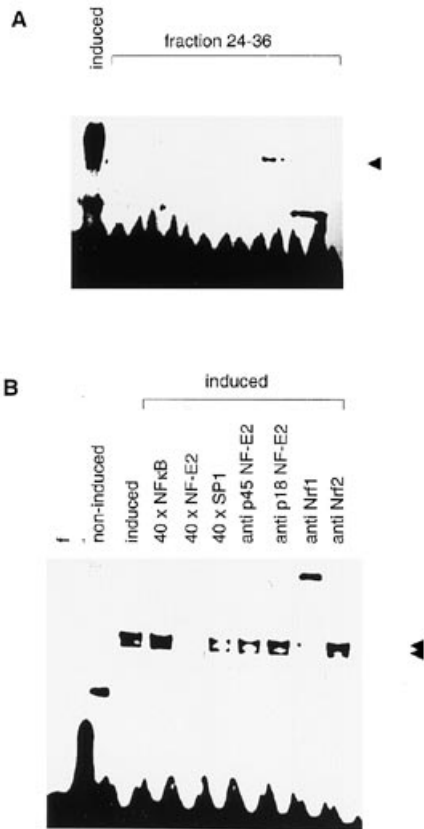 A
induced
fraction 24-36
B
induced
f
non-induced
induced
40 x NFκB
40 x NF-E2
40 x SP1
anti p45 NF-E2
anti p18 NF-E2
anti Nrf1
anti Nrf2